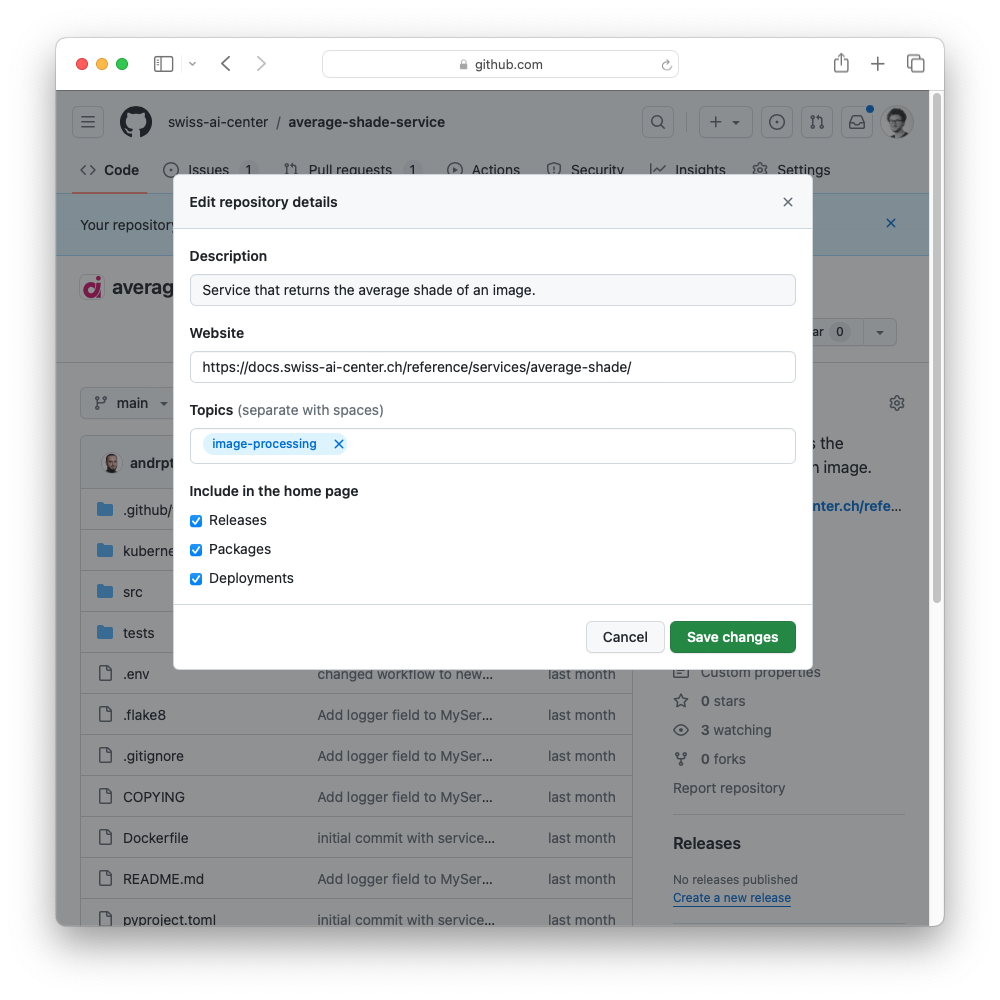 github.com
swiss-ai-center / average-shade-service
Code Issues 1 Pull requests 1 Actions Security Insights Settings
Your repository
Edit repository details
averag
Description
Service that returns the average shade of an image.
Website
ar 0
https://docs.swiss-ai-center.ch/reference/services/average-shade/
main
Topics (separate with spaces)
image-processing
s the
n image.
andrpt
Include in the home page
nter.ch/refe...
.github/
Releases
kuberne
Packages
src
Deployments
tests
Cancel Save changes
.env changed workflow to new... last month
.flake8 Add logger field to MySer... last month
.gitignore Add logger field to MySer... last month
COPYING Add logger field to MySer... last month
Dockerfile initial commit with service... last month
README.md Add logger field to MySer... last month
pyproject.toml initial commit with service... last month
Custom properties
0 stars
3 watching
0 forks
Report repository
Releases
No releases published
Create a new release